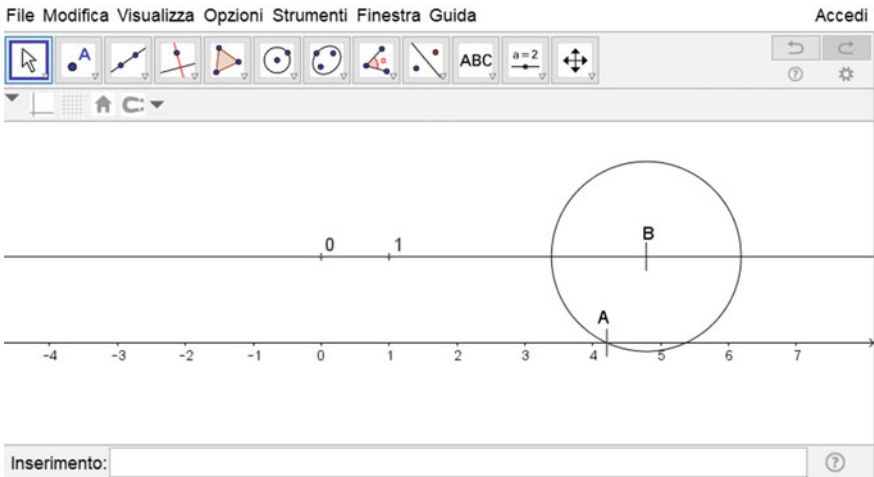 File Modifica Visualizza Opzioni Strumenti Finestra Guida Accedi
A α ABC a=2 ? 
0 1 B
A
-4 -3 -2 -1 0 1 2 3 4 5 6 7
Inserimento: ?